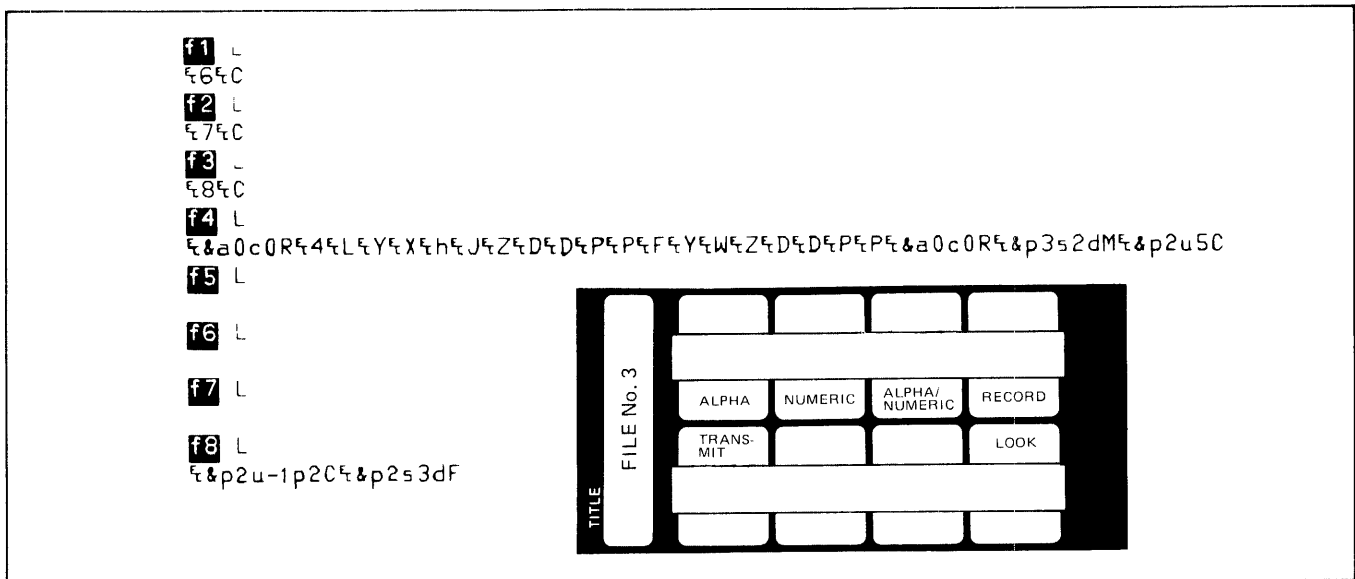 f1 L
␛6␛C
f2 L
␛7␛C
f3 L
␛8␛C
f4 L
␛&a0c0R␛4␛L␛Y␛X␛h␛J␛Z␛D␛D␛P␛P␛F␛Y␛W␛Z␛D␛D␛P␛P␛&a0c0R␛&p3s2dM␛&p2u5C
f5 L
f6 L
f7 L
f8 L
␛&p2u-1p2C␛&p2s3dF
TITLE
FILE No. 3
ALPHA NUMERIC ALPHA/NUMERIC RECORD
TRANS-MIT LOOK